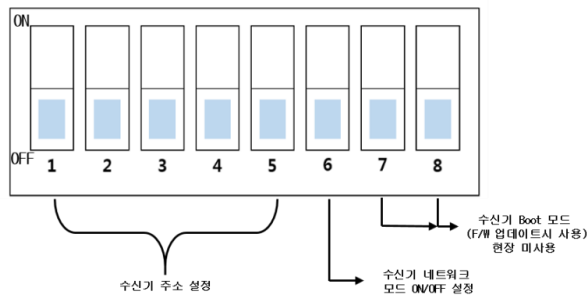 ON
OFF 1 2 3 4 5 6 7 8
수신기 Boot 모드
(F/W 업데이트시 사용)
현장 미사용
수신기 네트워크
모드 ON/OFF 설정
수신기 주소 설정